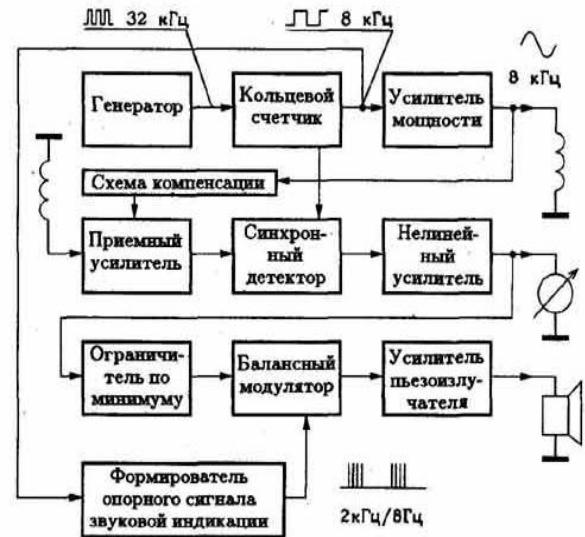 32 кГц
8 кГц
8 кГц
Генератор
Кольцевой
счетчик
Усилитель
мощности
Схема компенсации
Приемный
усилитель
Синхрон-
ный
детектор
Нелиней-
ный
усилитель
Ограничи-
тель по
минимуму
Балансный
модулятор
Усилитель
пьезоизлу-
чателя
Формирователь
опорного сигнала
звуковой индикации
2кГц/8Гц